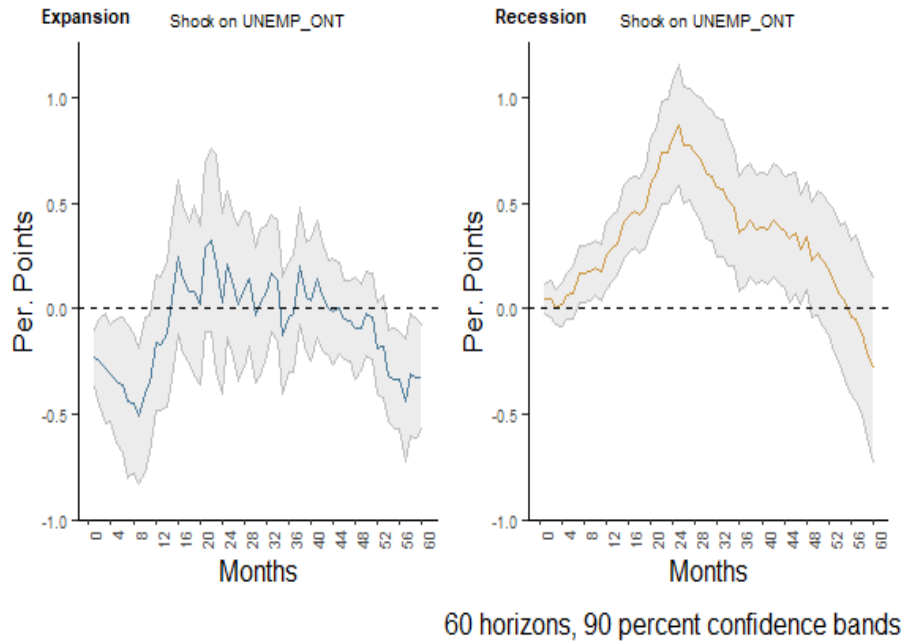 Expansion
Shock on UNEMP_ONT
Per. Points
1.0
0.5
0.0
-0.5
-1.0
0 4 8 12 16 20 24 28 32 36 40 44 48 52 56 60
Months
Recession
Shock on UNEMP_ONT
Per. Points
1.0
0.5
0.0
-0.5
-1.0
0 4 8 12 16 20 24 28 32 36 40 44 48 52 56 60
Months
60 horizons, 90 percent confidence bands